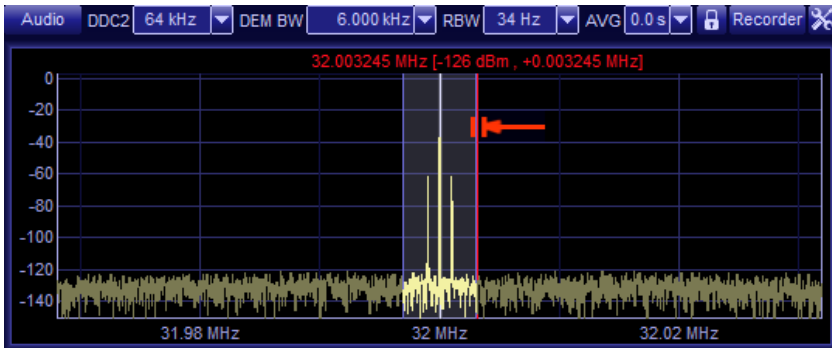 Audio DDC2 64 kHz DEM BW 6.000 kHz RBW 34 Hz AVG 0.0 s Recorder
32.003245 MHz [-126 dBm , +0.003245 MHz]
0
-20
-40
-60
-80
-100
-120
-140
31.98 MHz 32 MHz 32.02 MHz